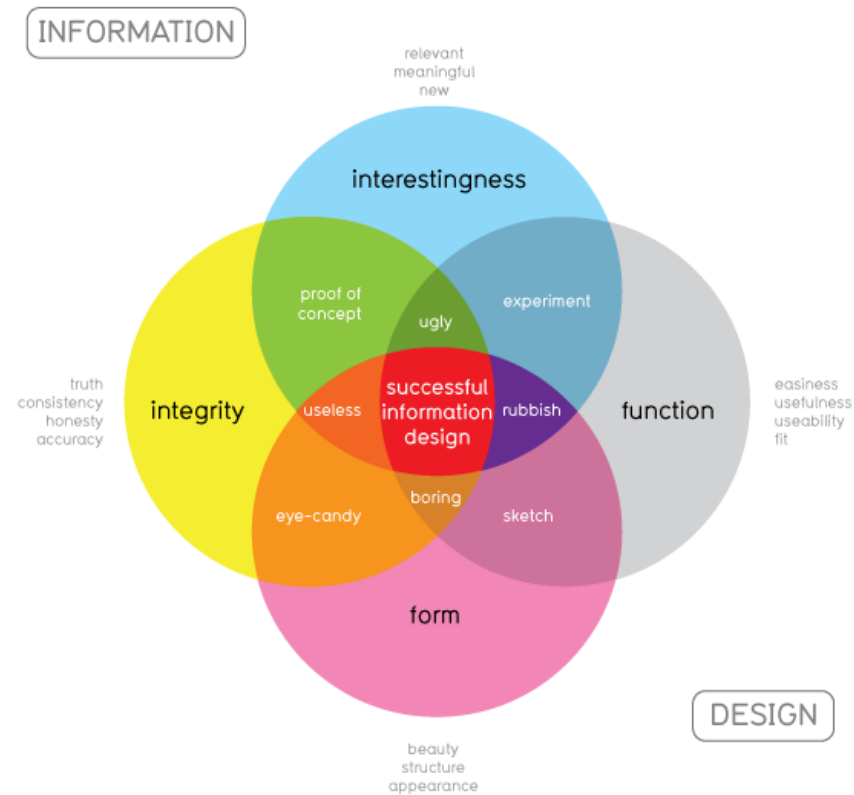 INFORMATION
relevant
meaningful
new
interestingness
proof of
concept
ugly
experiment
truth
consistency
honesty
accuracy
integrity
useless
successful
information
design
rubbish
function
easiness
usefulness
useability
fit
eye-candy
boring
sketch
form
DESIGN
beauty
structure
appearance